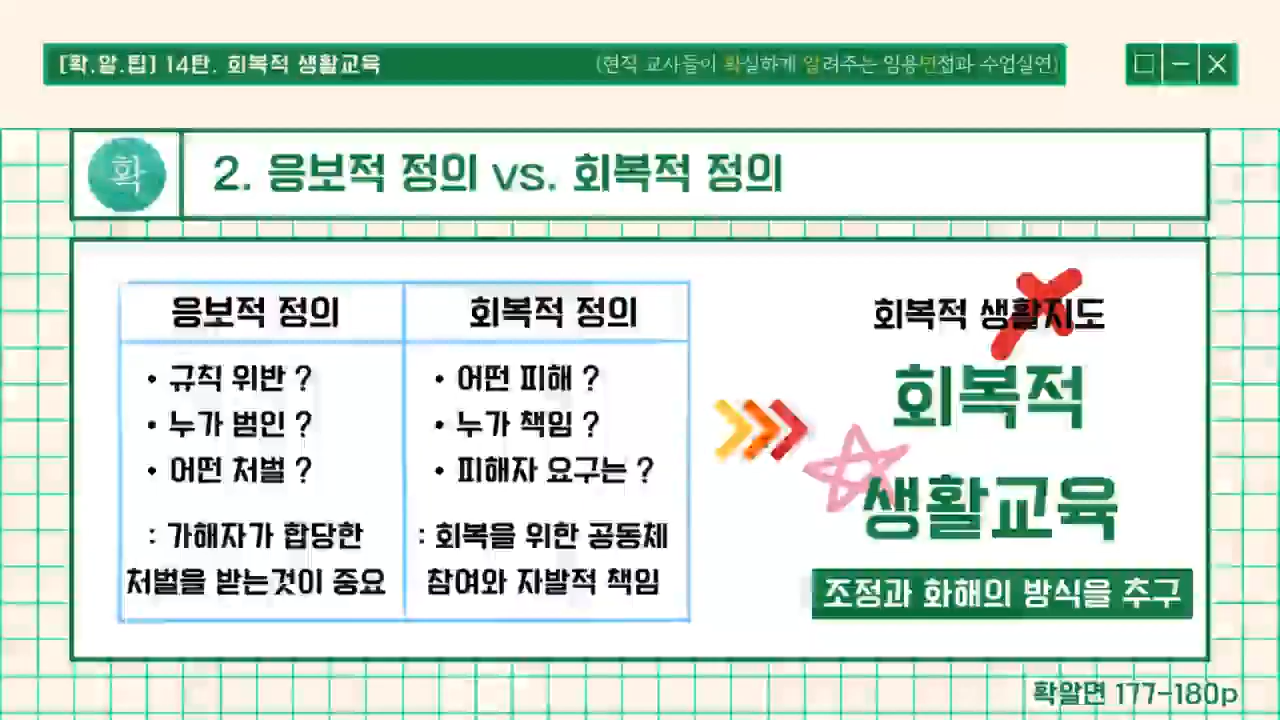 [확.알.팁] 14탄. 회복적 생활교육
(현직 교사들이 확실하게 알려주는 임용면접과 수업실연)
확
2. 응보적 정의 vs. 회복적 정의
응보적 정의
• 규칙 위반 ?
• 누가 범인 ?
• 어떤 처벌 ?
: 가해자가 합당한
처벌을 받는것이 중요
회복적 정의
• 어떤 피해 ?
• 누가 책임 ?
• 피해자 요구는 ?
: 회복을 위한 공동체
참여와 자발적 책임
회복적 생활지도
회복적
생활교육
조정과 화해의 방식을 추구
확알면 177-180p